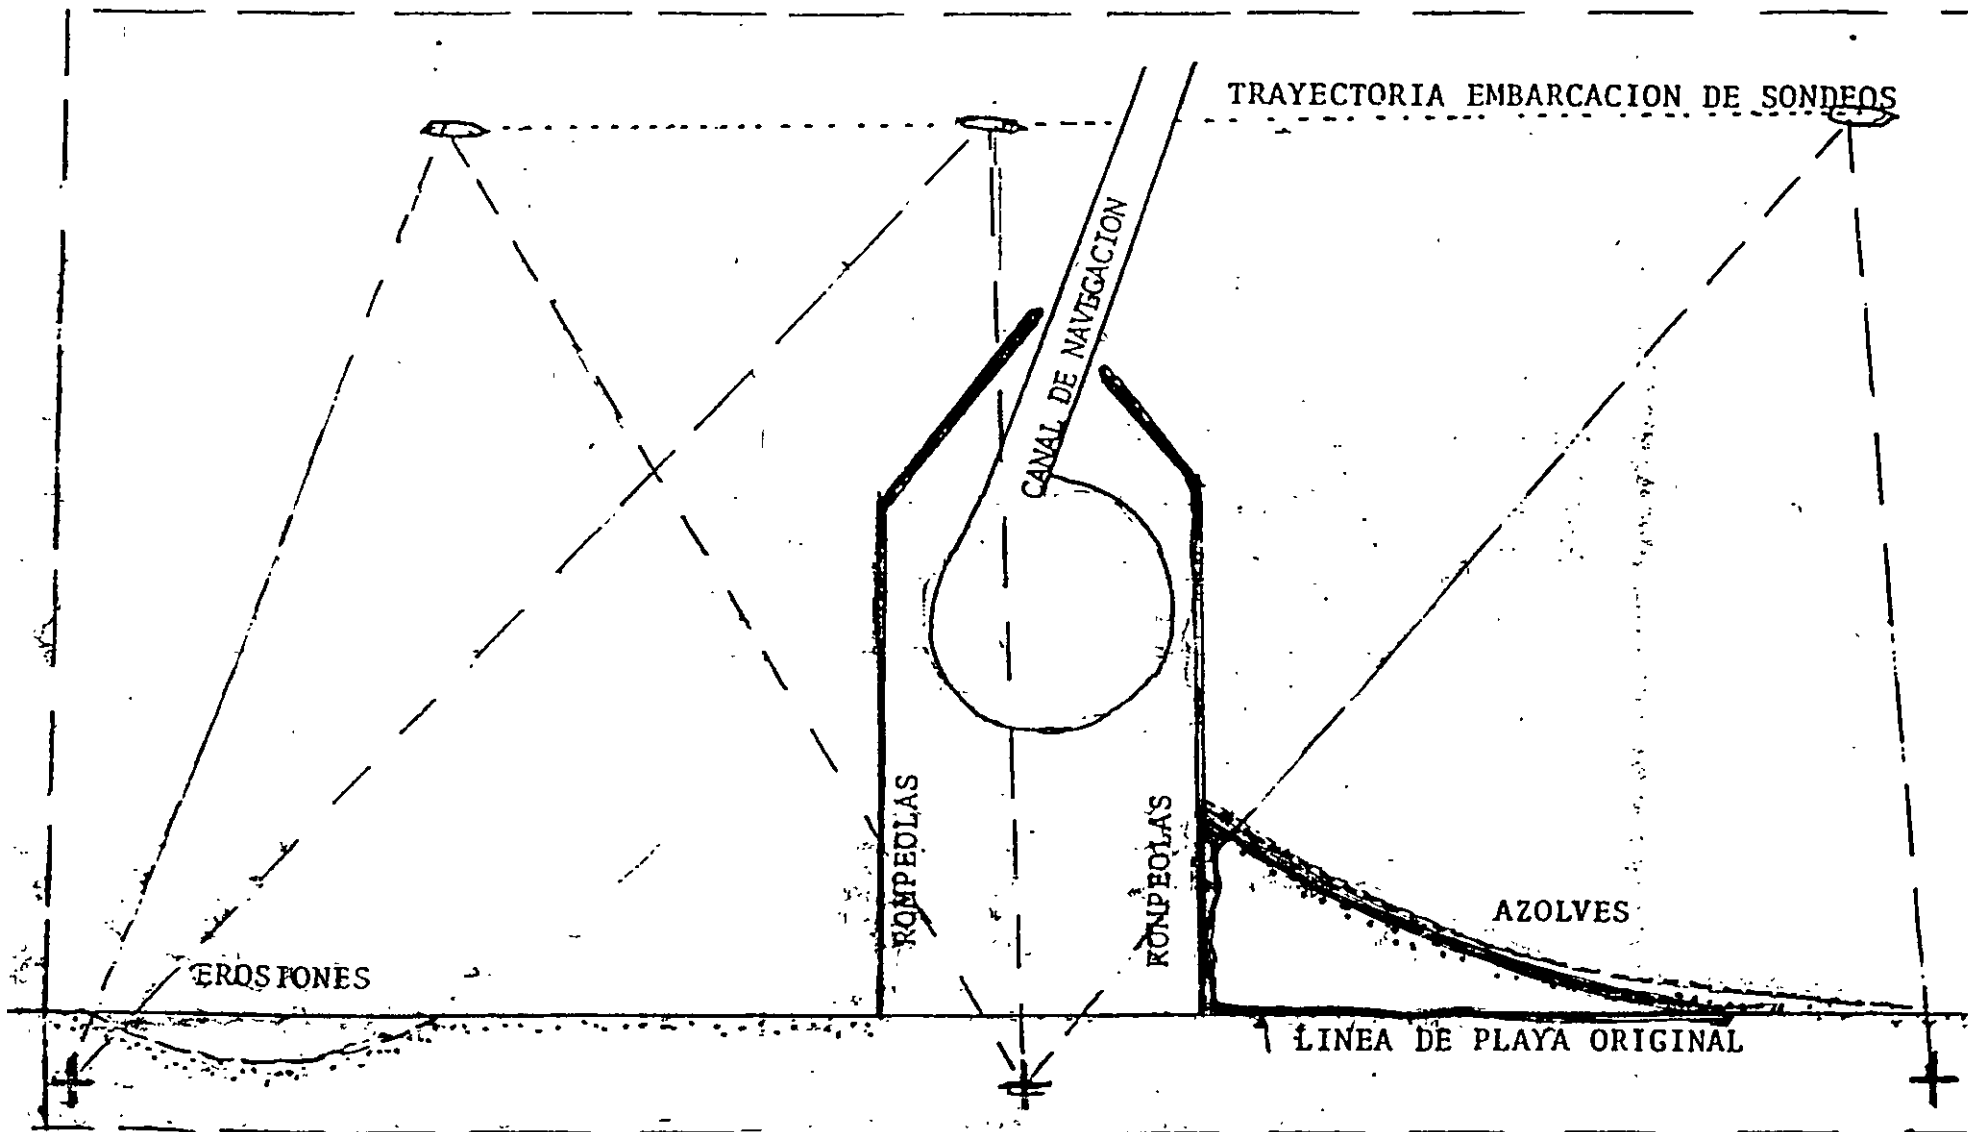 TRAYECTORIA EMBARCACION DE SONDEOS
CANAL DE NAVEGACION
ROMPEOLAS
ROMPEOLAS
AZOLVES
EROSIONES
LINEA DE PLAYA ORIGINAL